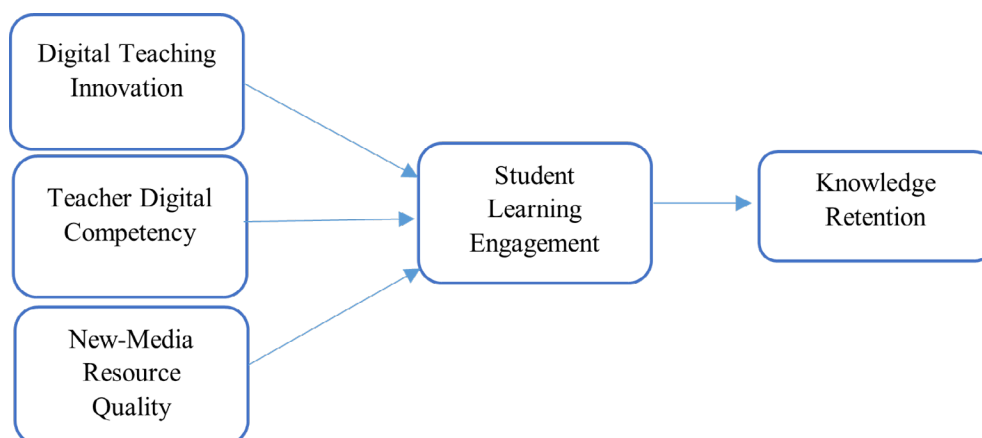 Digital Teaching
Innovation
Teacher Digital
Competency
New-Media
Resource
Quality
Student
Learning
Engagement
Knowledge
Retention